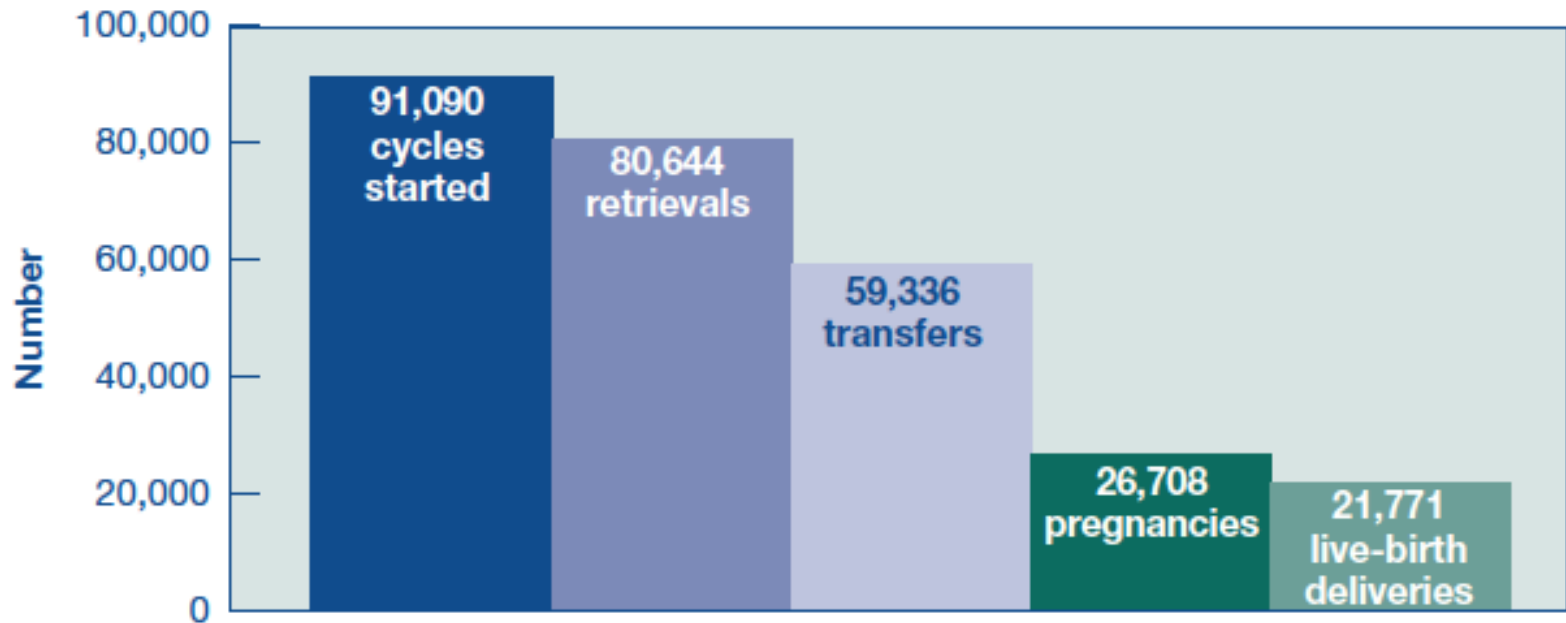 Number
100,000
80,000
60,000
40,000
20,000
0
91,090
cycles
started
80,644
retrievals
59,336
transfers
26,708
pregnancies
21,771
live-birth
deliveries